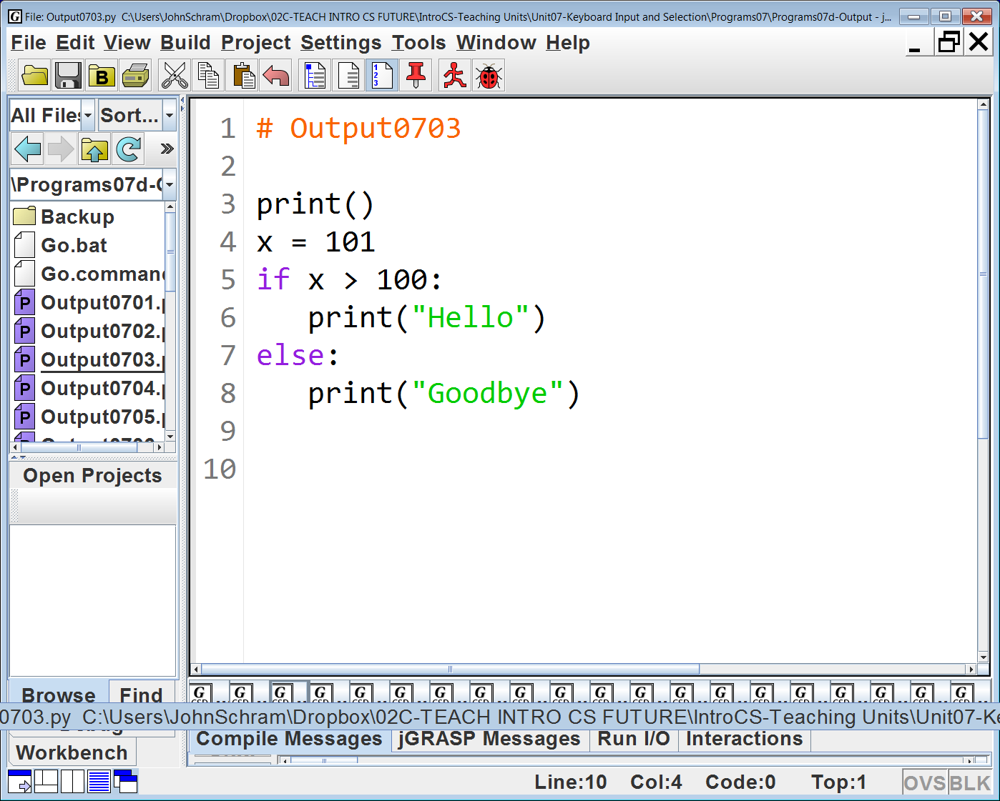 File: Output0703.py  C:\Users\JohnSchram\Dropbox\02C-TEACH INTRO CS FUTURE\IntroCS-Teaching Units\Unit07-Keyboard Input and Selection\Programs07\Programs07d-Output - j...
File Edit View Build Project Settings Tools Window Help
B
1 2 3
All Files
Sort...
\Programs07d-O
Backup
Go.bat
Go.command
P Output0701.p
P Output0702.p
P Output0703.p
P Output0704.p
P Output0705.p
Open Projects
Browse Find
Workbench
1 # Output0703
2
3 print()
4 x = 101
5 if x > 100:
6    print("Hello")
7 else:
8    print("Goodbye")
9
10
G G G G G G G G G G G G G G G G G G G G
0703.py  C:\Users\JohnSchram\Dropbox\02C-TEACH INTRO CS FUTURE\IntroCS-Teaching Units\Unit07-Ke
Compile Messages jGRASP Messages Run I/O Interactions
Line:10 Col:4 Code:0 Top:1 OVS BLK